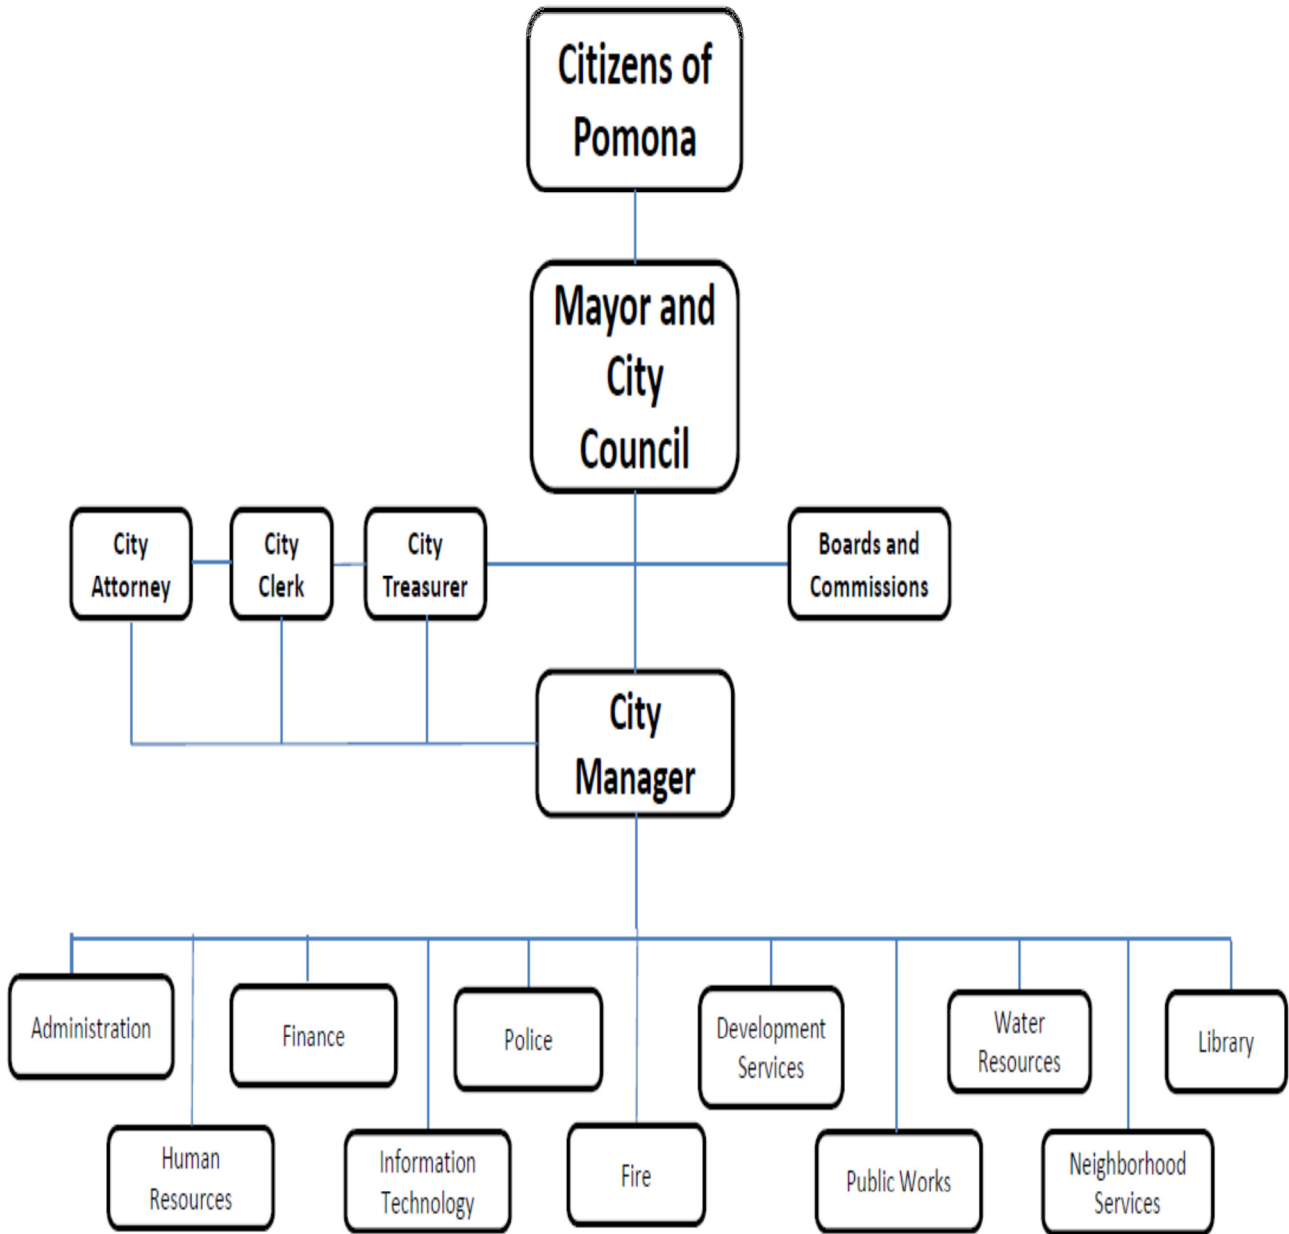 Citizens of
Pomona
Mayor and
City
Council
City
Attorney
City
Clerk
City
Treasurer
Boards and
Commissions
City
Manager
Administration
Finance
Police
Development
Services
Water
Resources
Library
Human
Resources
Information
Technology
Fire
Public Works
Neighborhood
Services